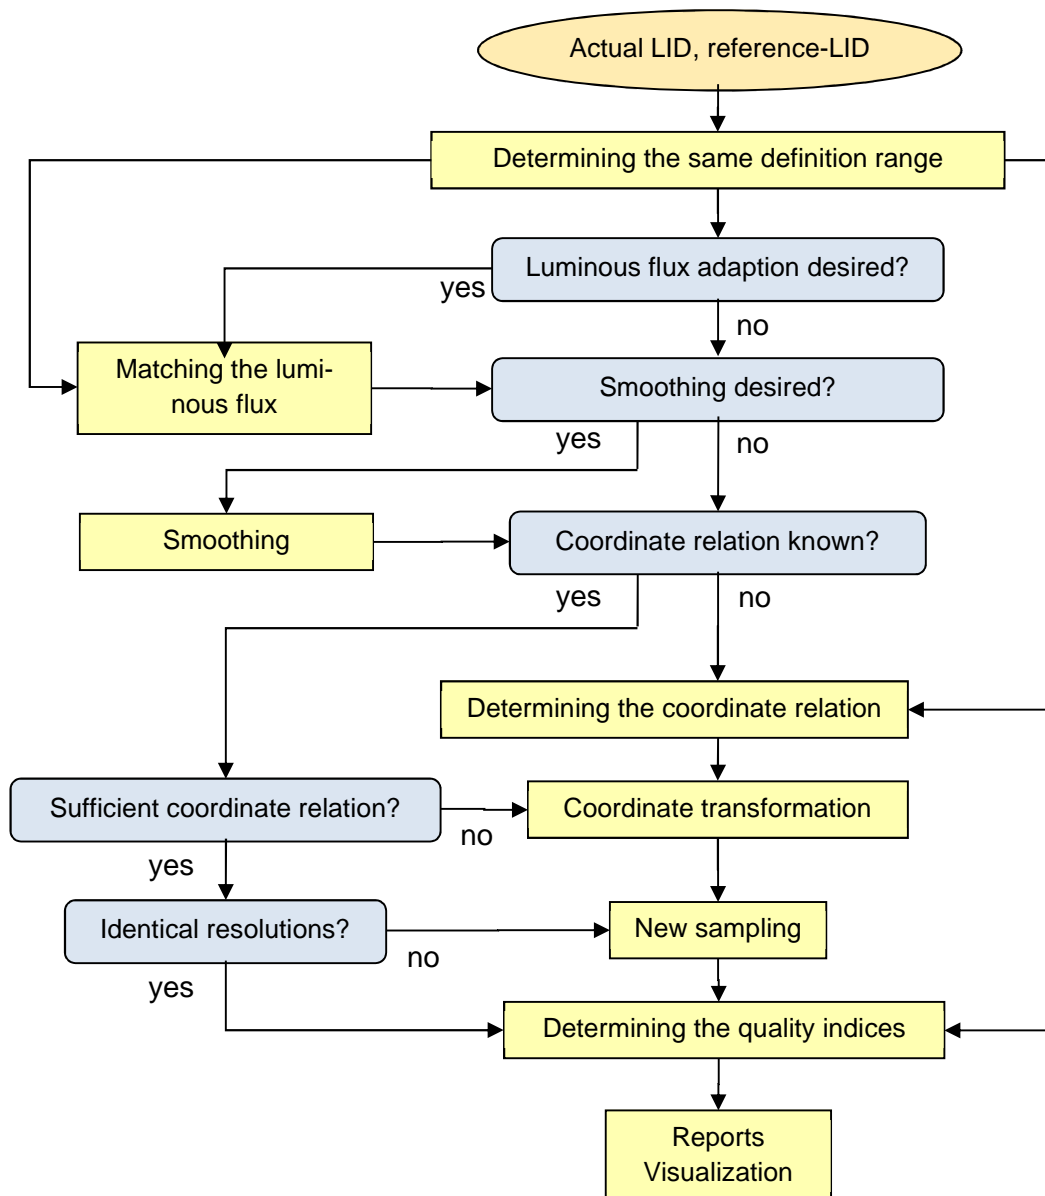 Actual LID, reference-LID
Determining the same definition range
Luminous flux adaption desired?
yes
no
Matching the lumi-
nous flux
Smoothing desired?
yes
no
Smoothing
Coordinate relation known?
yes
no
Determining the coordinate relation
Sufficient coordinate relation?
no
Coordinate transformation
yes
Identical resolutions?
no
New sampling
yes
Determining the quality indices
Reports
Visualization